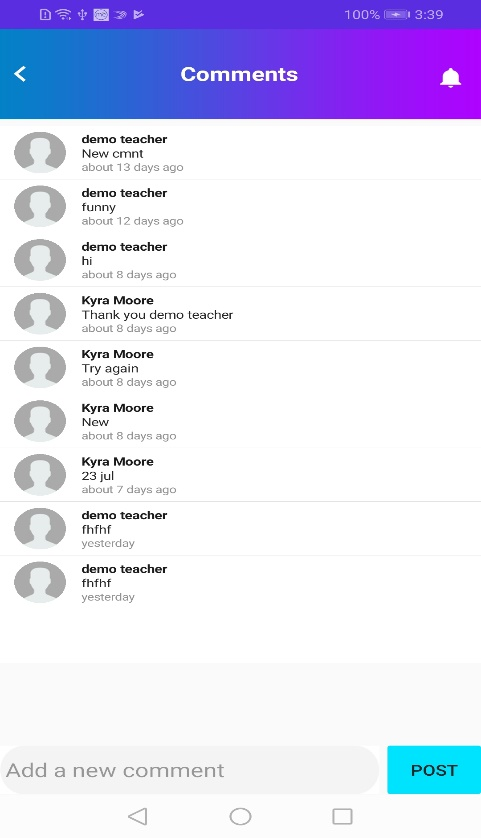 100% 3:39
Comments
demo teacher
New cmnt
about 13 days ago
demo teacher
funny
about 12 days ago
demo teacher
hi
about 8 days ago
Kyra Moore
Thank you demo teacher
about 8 days ago
Kyra Moore
Try again
about 8 days ago
Kyra Moore
New
about 8 days ago
Kyra Moore
23 jul
about 7 days ago
demo teacher
fhfhf
yesterday
demo teacher
fhfhf
yesterday
Add a new comment
POST